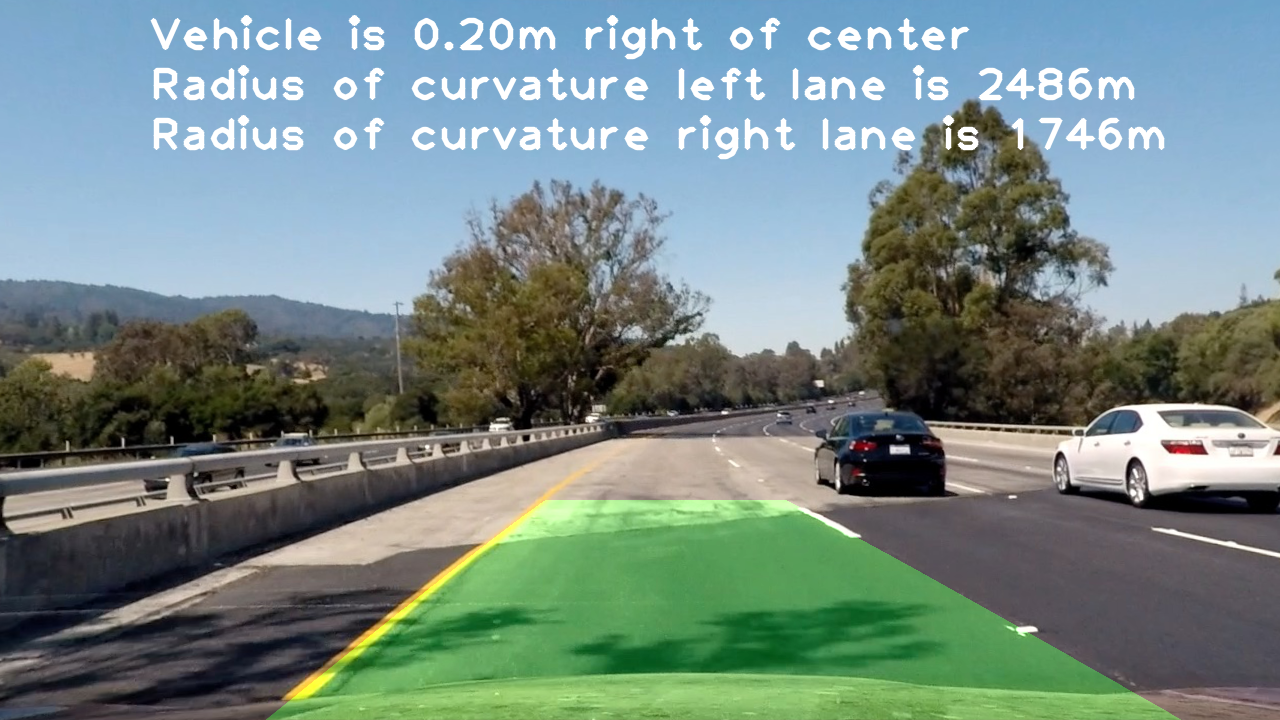 Vehicle is 0.20m right of center
Radius of curvature left lane is 2486m
Radius of curvature right lane is 1746m